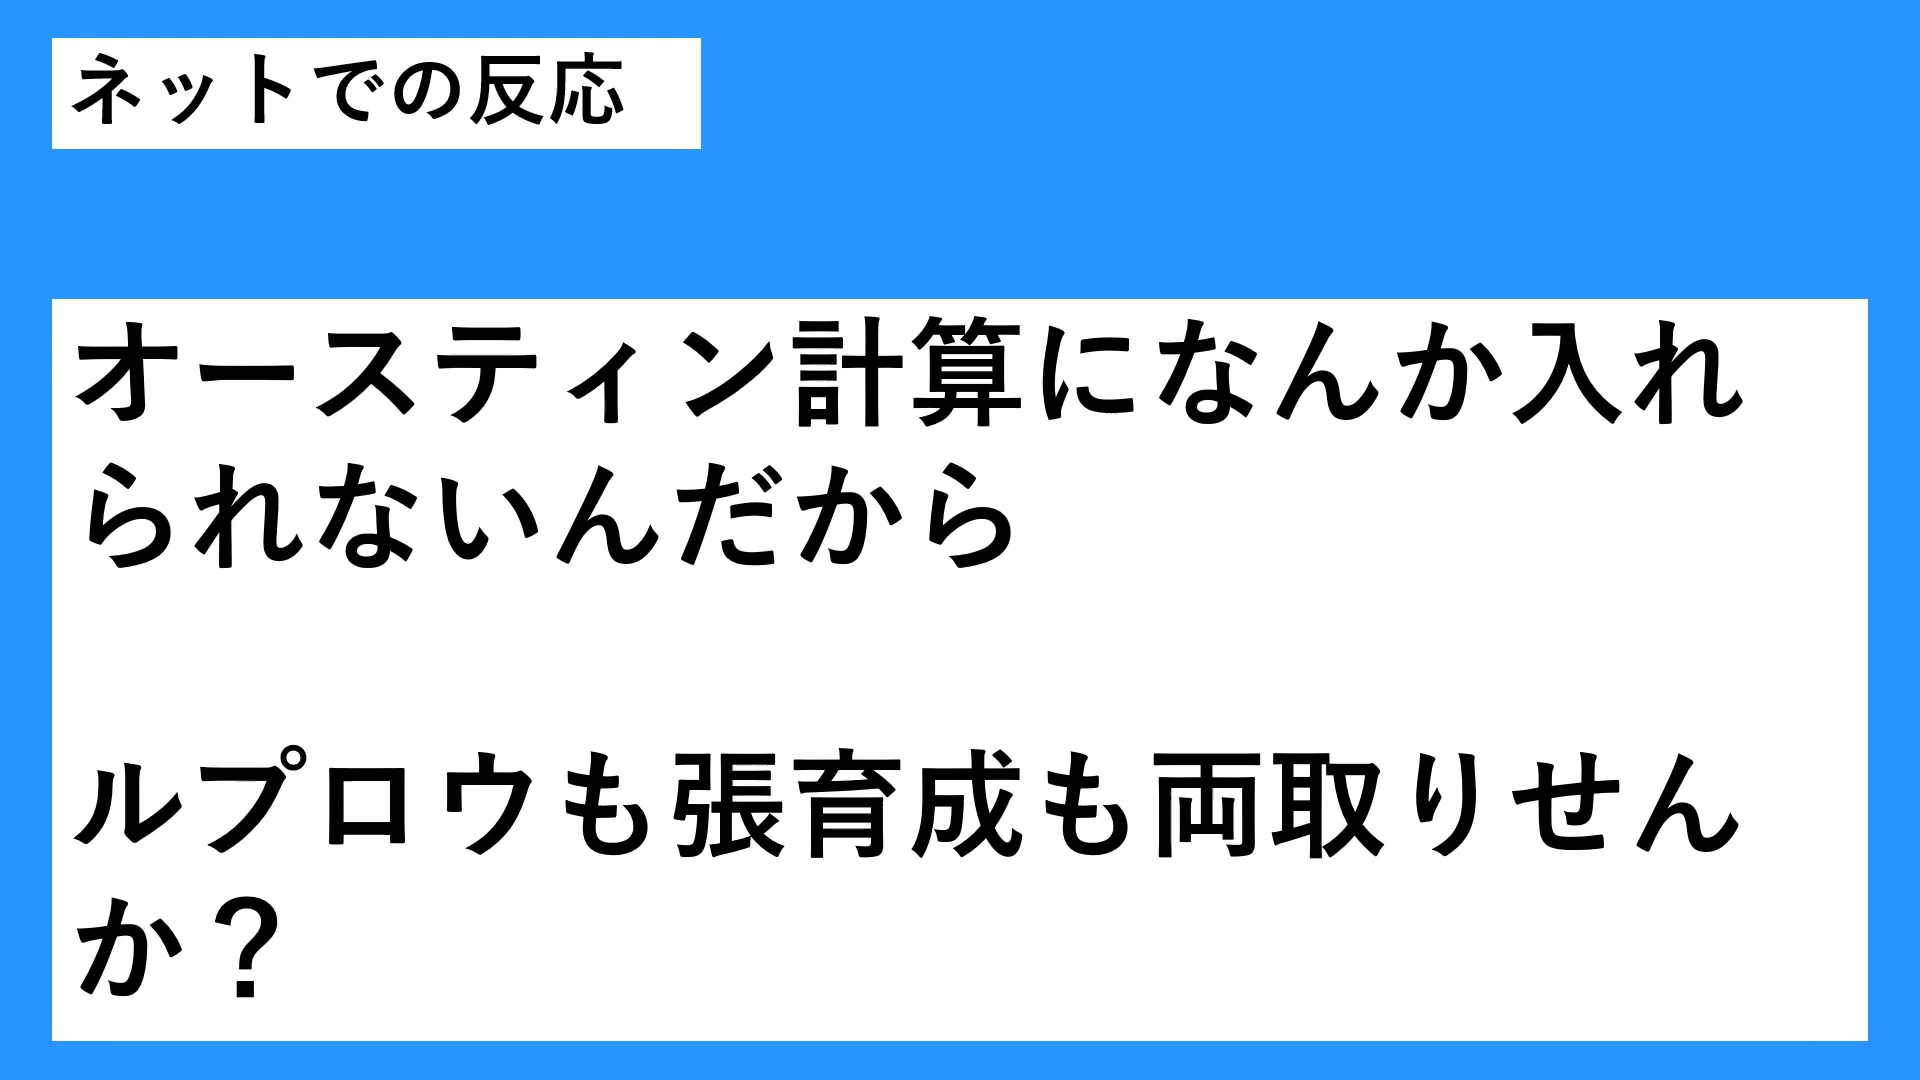 ネットでの反応
オースティン計算になんか入れ
られないんだから
ルプロウも張育成も両取りせん
か？